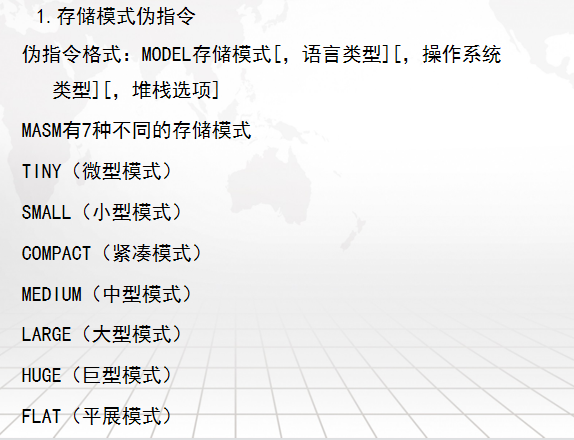 1.存储模式伪指令
伪指令格式：MODEL存储模式[，语言类型][，操作系统
类型][，堆栈选项]
MASM有7种不同的存储模式
TINY（微型模式）
SMALL（小型模式）
COMPACT（紧凑模式）
MEDIUM（中型模式）
LARGE（大型模式）
HUGE（巨型模式）
FLAT（平展模式）